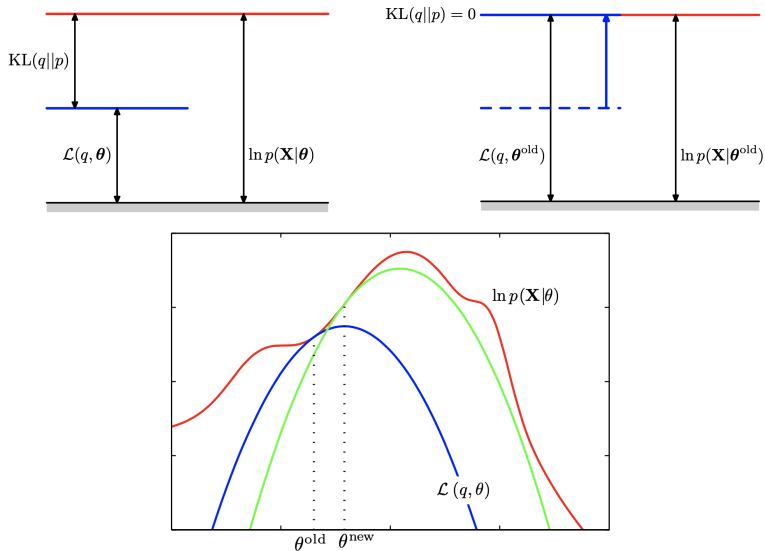 KL(q||p)
ℒ(q, θ)
ln p(X|θ)
KL(q||p) = 0
ℒ(q, θ^old)
ln p(X|θ^old)
ln p(X|θ)
ℒ (q, θ)
θ^old θ^new